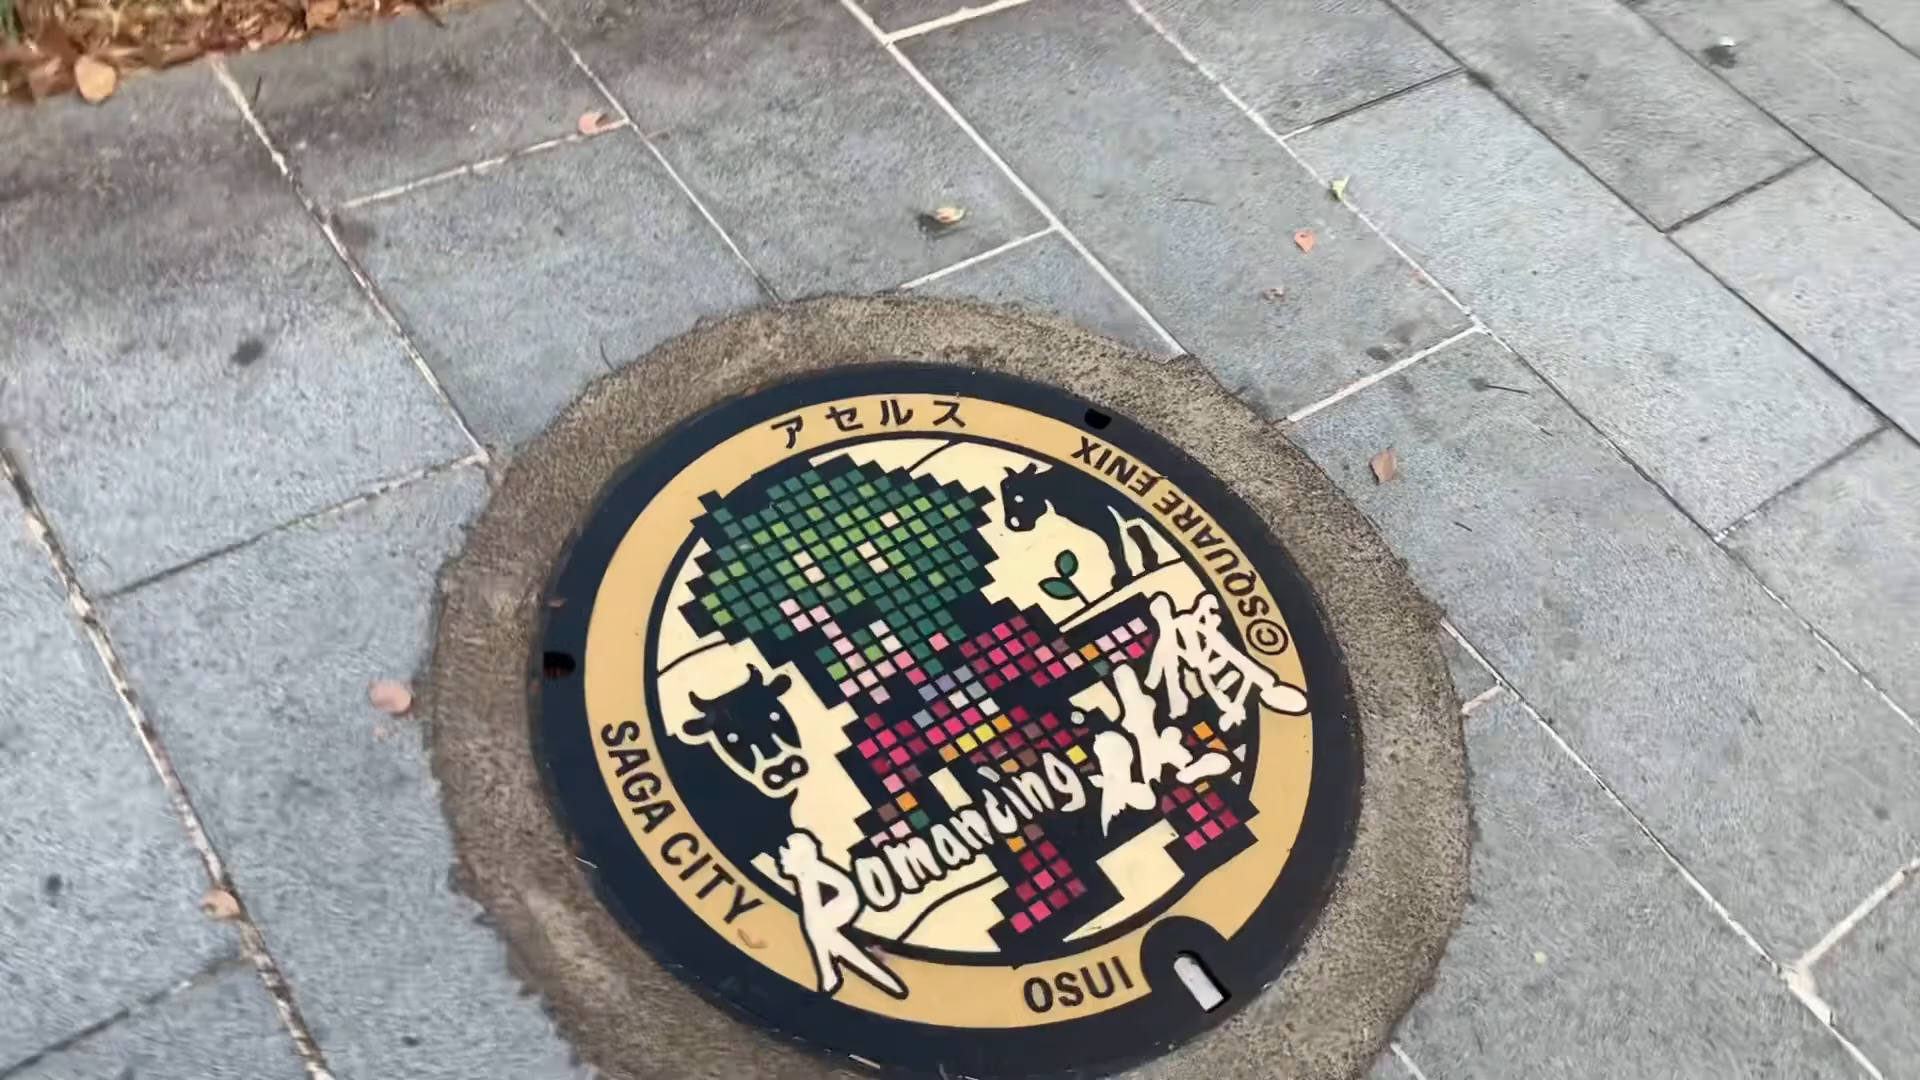 アセルス
©SQUARE ENIX
Romancing 佐賀
SAGA CITY
OSUI